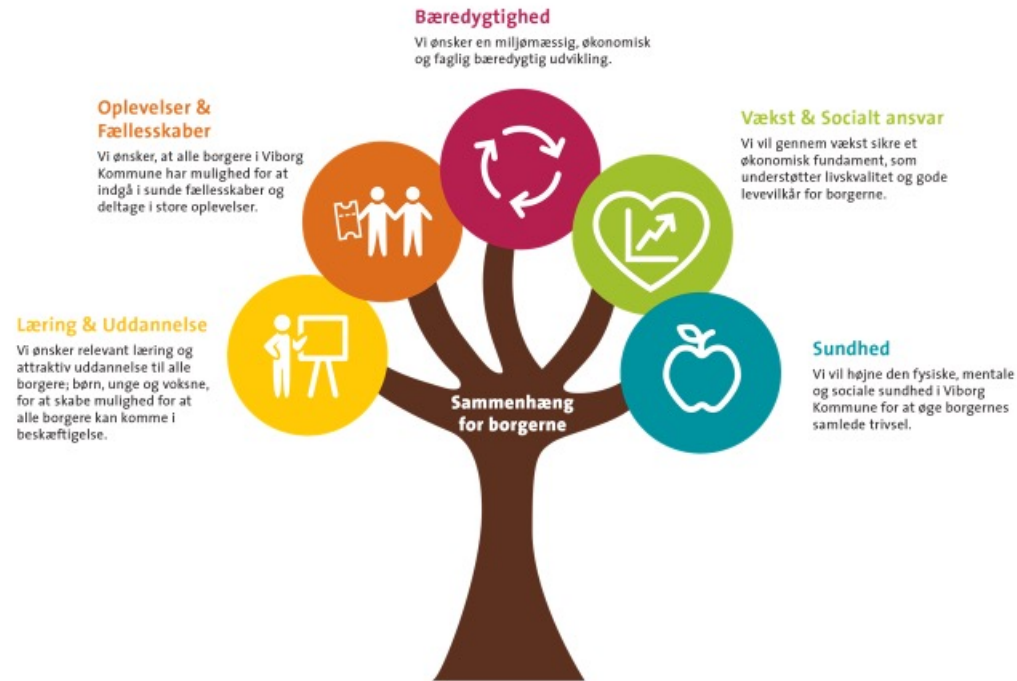 Bæredygtighed
Vi ønsker en miljømæssig, økonomisk
og faglig bæredygtig udvikling.
Oplevelser &
Fællesskaber
Vi ønsker, at alle borgere i Viborg
Kommune har mulighed for at
indgå i sunde fællesskaber og
deltage i store oplevelser.
Vækst & Socialt ansvar
Vi vil gennem vækst sikre et
økonomisk fundament, som
understøtter livskvalitet og gode
levevilkår for borgerne.
Læring & Uddannelse
Vi ønsker relevant læring og
attraktiv uddannelse til alle
borgere; børn, unge og voksne,
for at skabe mulighed for at
alle borgere kan komme i
beskæftigelse.
Sundhed
Vi vil højne den fysiske, mentale
og sociale sundhed i Viborg
Kommune for at øge borgernes
samlede trivsel.
Sammenhæng
for borgerne